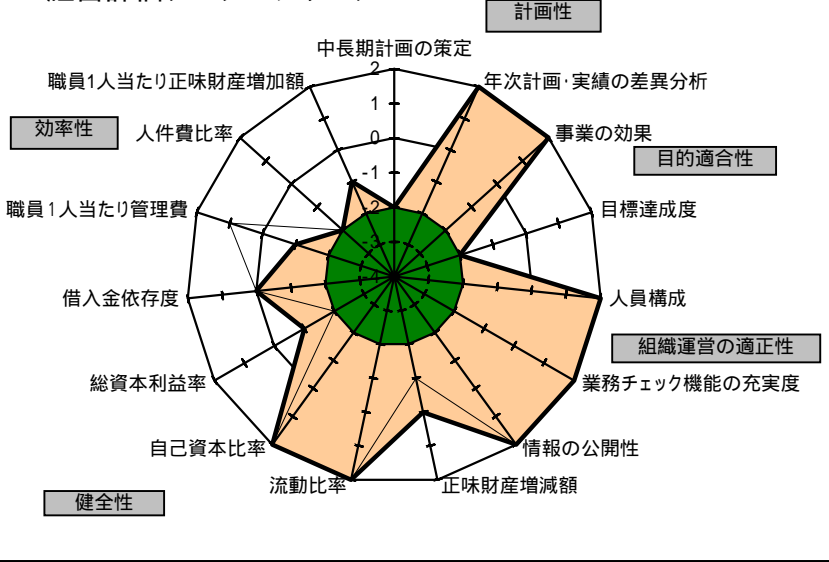 計画性
中長期計画の策定
職員1人当たり正味財産増加額
年次計画・実績の差異分析
効率性
人件費比率
事業の効果
目的適合性
職員1人当たり管理費
目標達成度
2
1
0
-1
-2
-3
-4
借入金依存度
人員構成
組織運営の適正性
総資本利益率
業務チェック機能の充実度
自己資本比率
情報の公開性
流動比率
正味財産増減額
健全性